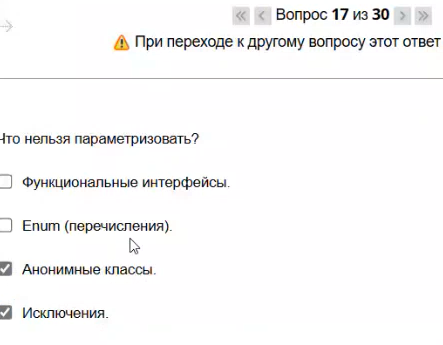 Вопрос 17 из 30
При переходе к другому вопросу этот ответ
Что нельзя параметризовать?
Функциональные интерфейсы.
Enum (перечисления).
Анонимные классы.
Исключения.